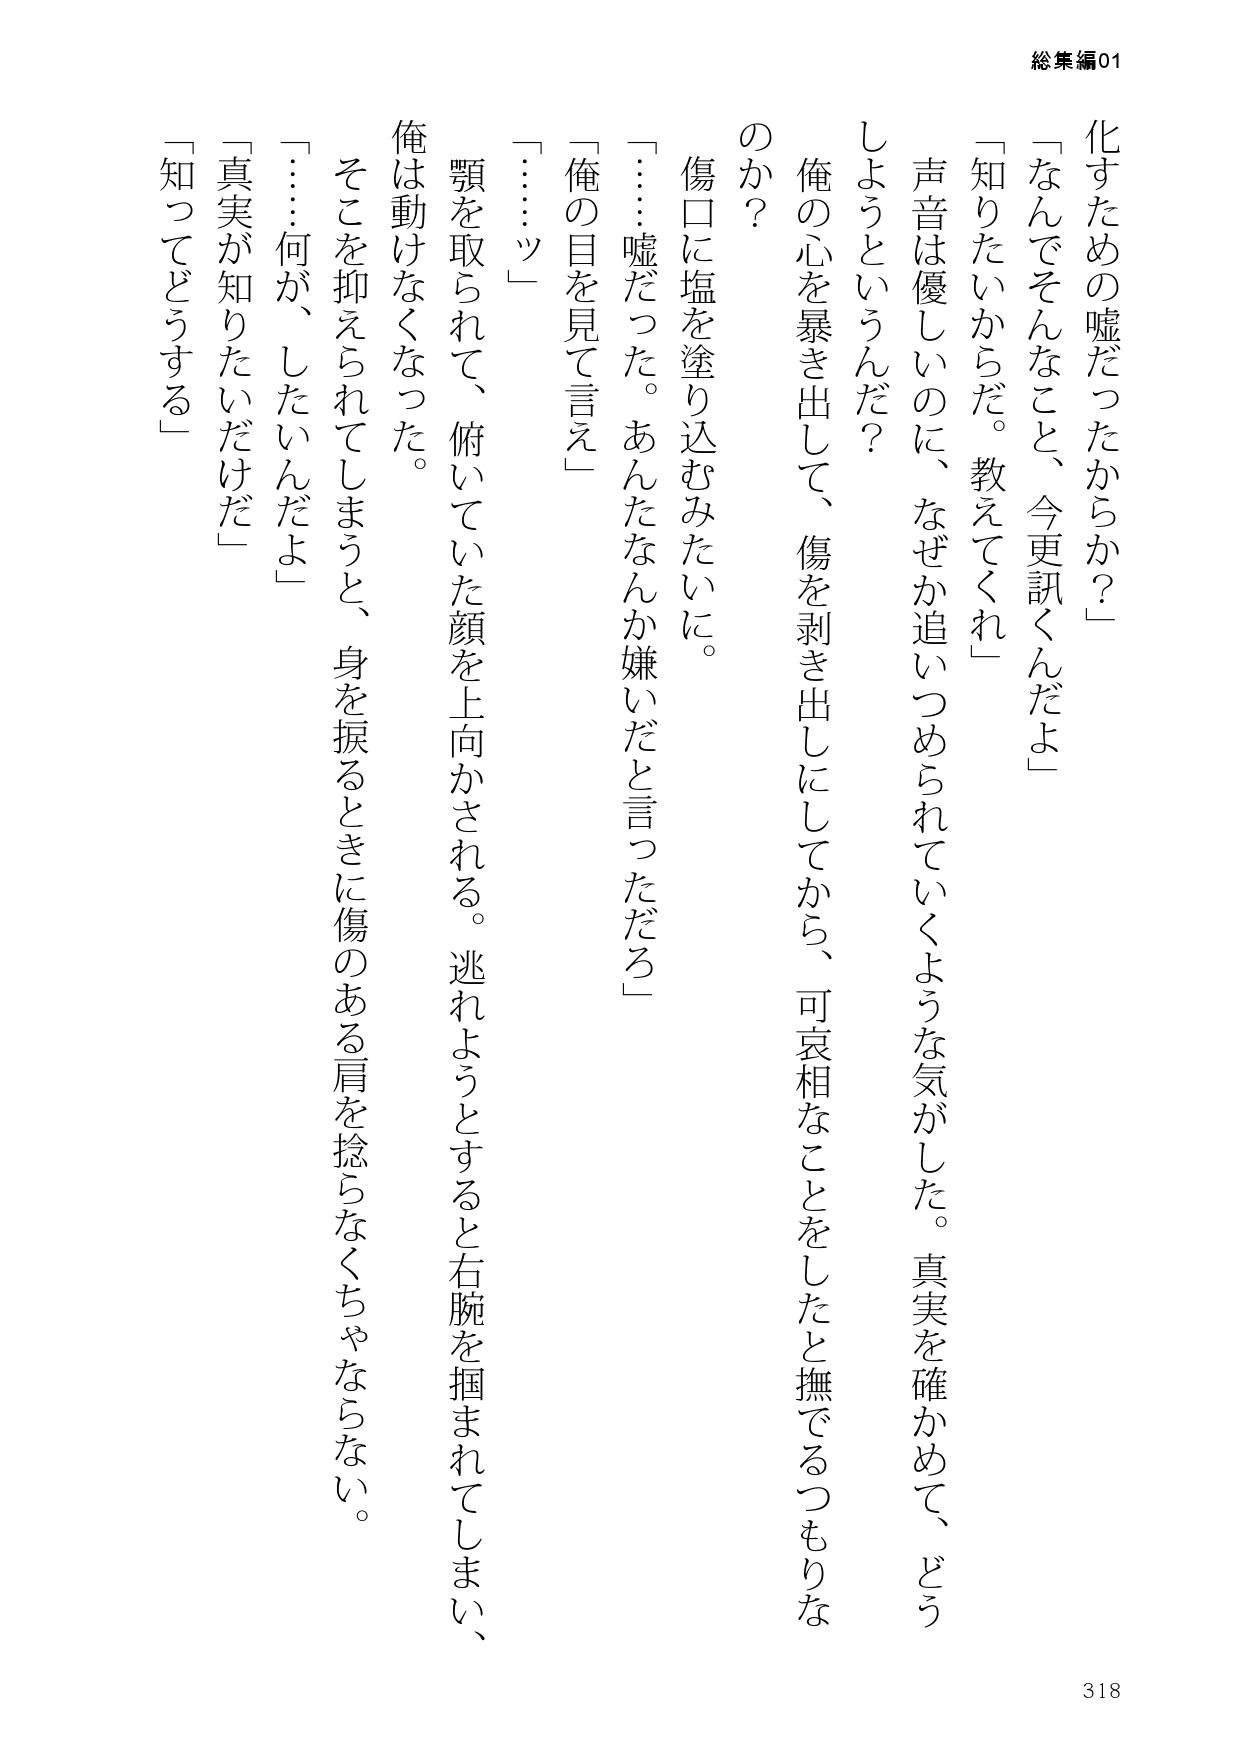 総集編01
化すための嘘だったからか？」
「なんでそんなこと、今更訊くんだよ」
「知りたいからだ。教えてくれ」
　声音は優しいのに、なぜか追いつめられていくような気がした。真実を確かめて、どう
しようというんだ？
　俺の心を暴き出して、傷を剥き出しにしてから、可哀相なことをしたと撫でるつもりな
のか？
　傷口に塩を塗り込むみたいに。
「……嘘だった。あんたなんか嫌いだと言っただろ」
「俺の目を見て言え」
「……ッ」
　顎を取られて、俯いていた顔を上向かされる。逃れようとすると右腕を掴まれてしまい、
俺は動けなくなった。
　そこを抑えられてしまうと、身を捩るときに傷のある肩を捻らなくちゃならない。
「……何が、したいんだよ」
「真実が知りたいだけだ」
「知ってどうする」
318